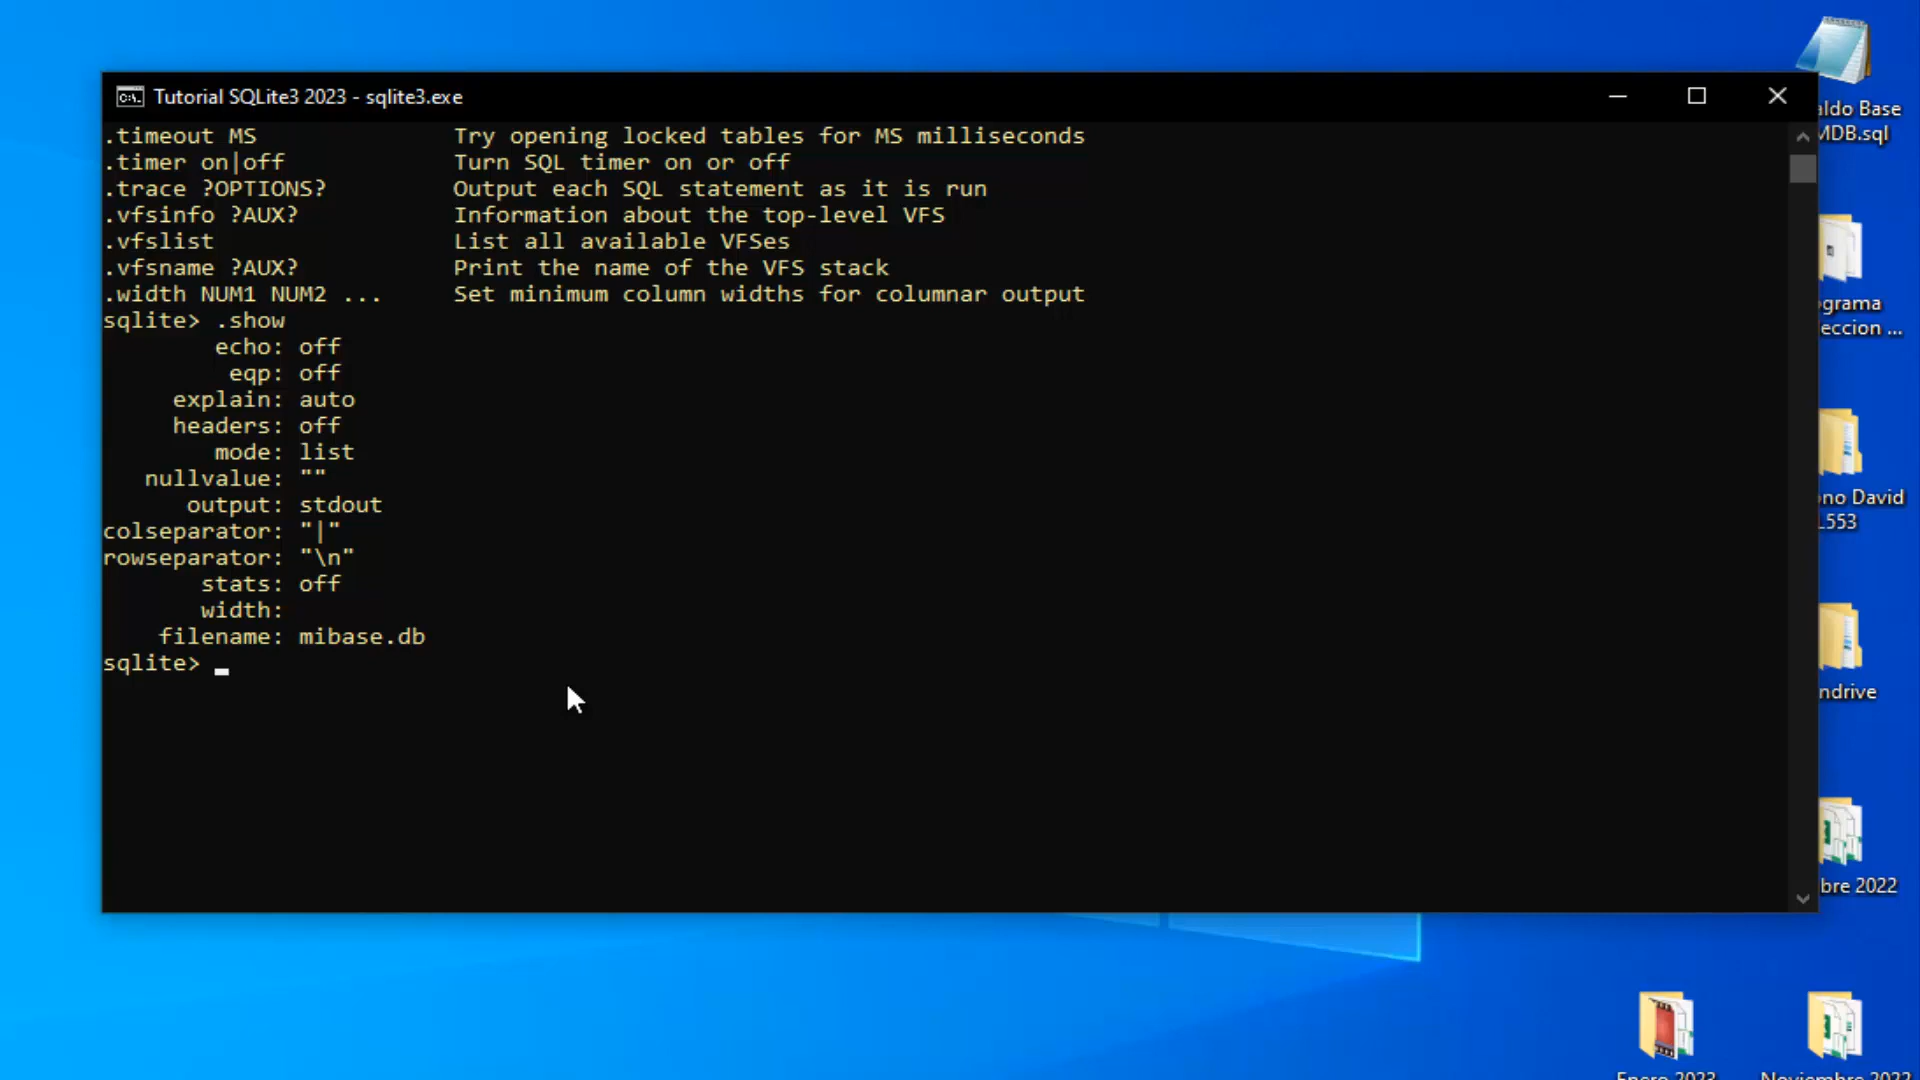 Tutorial SQLite3 2023 - sqlite3.exe
.timeout MS Try opening locked tables for MS milliseconds
.timer on|off Turn SQL timer on or off
.trace ?OPTIONS? Output each SQL statement as it is run
.vfsinfo ?AUX? Information about the top-level VFS
.vfslist List all available VFSes
.vfsname ?AUX? Print the name of the VFS stack
.width NUM1 NUM2 ... Set minimum column widths for columnar output
sqlite> .show
echo: off
eqp: off
explain: auto
headers: off
mode: list
nullvalue: ""
output: stdout
colseparator: "|"
rowseparator: "\n"
stats: off
width:
filename: mibase.db
sqlite>
aldo Base
MDB.sql
grama
eccion ...
no David
L553
ndrive
bre 2022
Enero 2023
Noviembre 2022